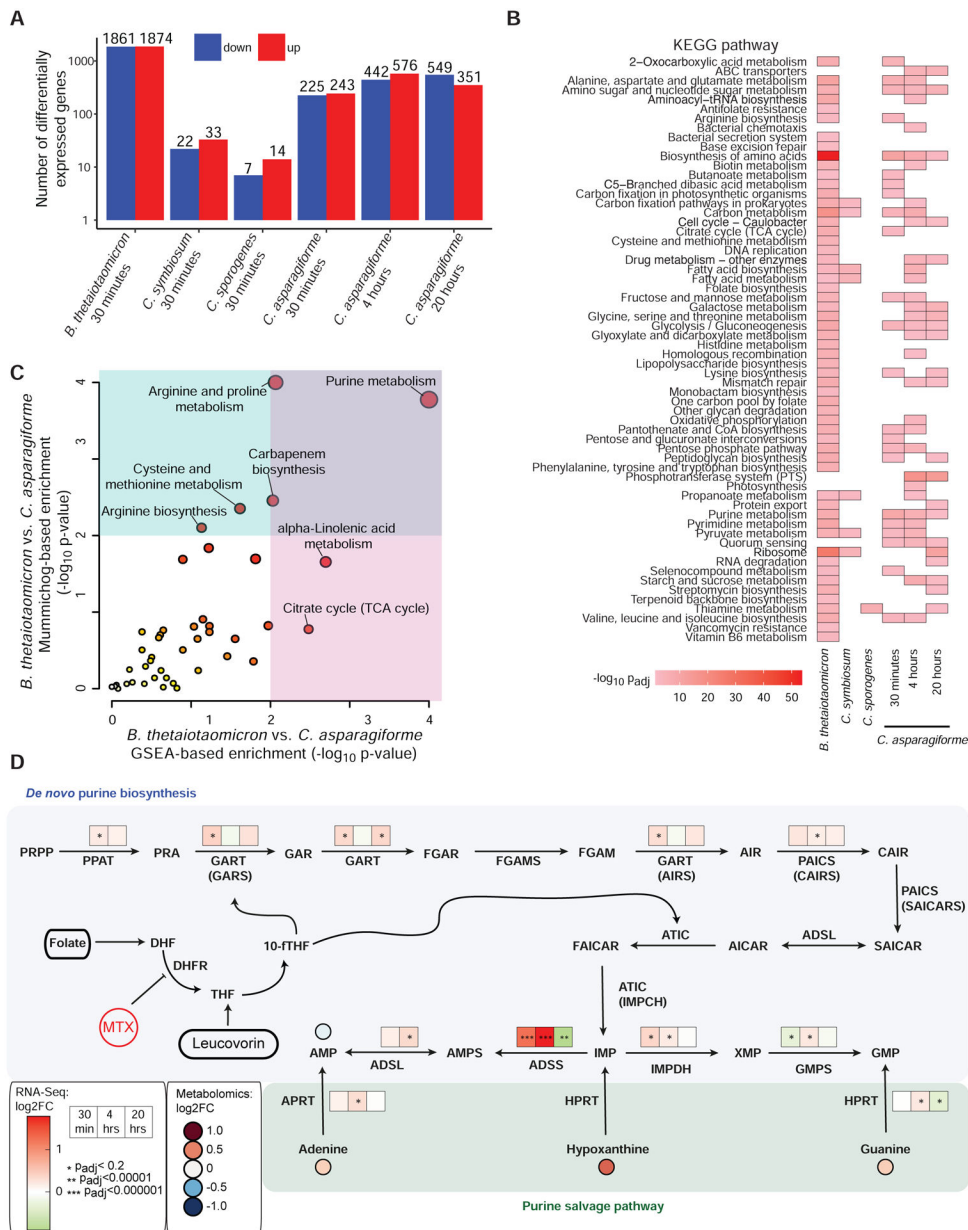 A
Number of differentially
expressed genes
1000
100
10
1
1861
1874
22
33
7
14
225
243
442
576
549
351
down
up
B. thetaiotaomicron
30 minutes
C. symbiosum
30 minutes
C. sporogenes
30 minutes
C. asparagiforme
30 minutes
C. asparagiforme
4 hours
C. asparagiforme
20 hours
B
KEGG pathway
2−Oxocarboxylic acid metabolism
ABC transporters
Alanine, aspartate and glutamate metabolism
Amino sugar and nucleotide sugar metabolism
Aminoacyl−tRNA biosynthesis
Antifolate resistance
Arginine biosynthesis
Bacterial chemotaxis
Bacterial secretion system
Base excision repair
Biosynthesis of amino acids
Biotin metabolism
Butanoate metabolism
C5−Branched dibasic acid metabolism
Carbon fixation in photosynthetic organisms
Carbon fixation pathways in prokaryotes
Carbon metabolism
Cell cycle − Caulobacter
Citrate cycle (TCA cycle)
Cysteine and methionine metabolism
DNA replication
Drug metabolism − other enzymes
Fatty acid biosynthesis
Fatty acid metabolism
Folate biosynthesis
Fructose and mannose metabolism
Galactose metabolism
Glycine, serine and threonine metabolism
Glycolysis / Gluconeogenesis
Glyoxylate and dicarboxylate metabolism
Histidine metabolism
Homologous recombination
Lipopolysaccharide biosynthesis
Lysine biosynthesis
Mismatch repair
Monobactam biosynthesis
One carbon pool by folate
Other glycan degradation
Oxidative phosphorylation
Pantothenate and CoA biosynthesis
Pentose and glucuronate interconversions
Pentose phosphate pathway
Peptidoglycan biosynthesis
Phenylalanine, tyrosine and tryptophan biosynthesis
Phosphotransferase system (PTS)
Photosynthesis
Propanoate metabolism
Protein export
Purine metabolism
Pyrimidine metabolism
Pyruvate metabolism
Quorum sensing
Ribosome
RNA degradation
Selenocompound metabolism
Starch and sucrose metabolism
Streptomycin biosynthesis
Terpenoid backbone biosynthesis
Thiamine metabolism
Valine, leucine and isoleucine biosynthesis
Vancomycin resistance
Vitamin B6 metabolism
-log10 Padj
10 20 30 40 50
B. thetaiotaomicron
C. symbiosum
C. sporogenes
30 minutes
4 hours
20 hours
C. asparagiforme
C
B. thetaiotaomicron vs. C. asparagiforme
Mummichog-based enrichment
(-log10 p-value)
4
3
2
1
0
Arginine and proline
metabolism
Purine metabolism
Carbapenem
biosynthesis
Cysteine and
methionine metabolism
Arginine biosynthesis
alpha-Linolenic acid
metabolism
Citrate cycle (TCA cycle)
0 1 2 3 4
B. thetaiotaomicron vs. C. asparagiforme
GSEA-based enrichment (-log10 p-value)
D
De novo purine biosynthesis
PRPP
*
PPAT
PRA
*
GART
(GARS)
GAR
* *
GART
FGAR
FGAMS
FGAM
*
GART
(AIRS)
AIR
*
PAICS
(CAIRS)
CAIR
PAICS
(SAICARS)
Folate
DHF
DHFR
MTX
THF
Leucovorin
10-fTHF
FAICAR
ATIC
AICAR
ADSL
SAICAR
ATIC
(IMPCH)
AMP
*
ADSL
AMPS
*** *** **
ADSS
IMP
* *
IMPDH
XMP
* *
GMPS
GMP
APRT
*
HPRT
HPRT
* *
Adenine
Hypoxanthine
Guanine
Purine salvage pathway
RNA-Seq:
log2FC
1
0
30
min
4
hrs
20
hrs
* Padj< 0.2
** Padj<0.00001
*** Padj<0.000001
Metabolomics:
log2FC
1.0
0.5
0
-0.5
-1.0